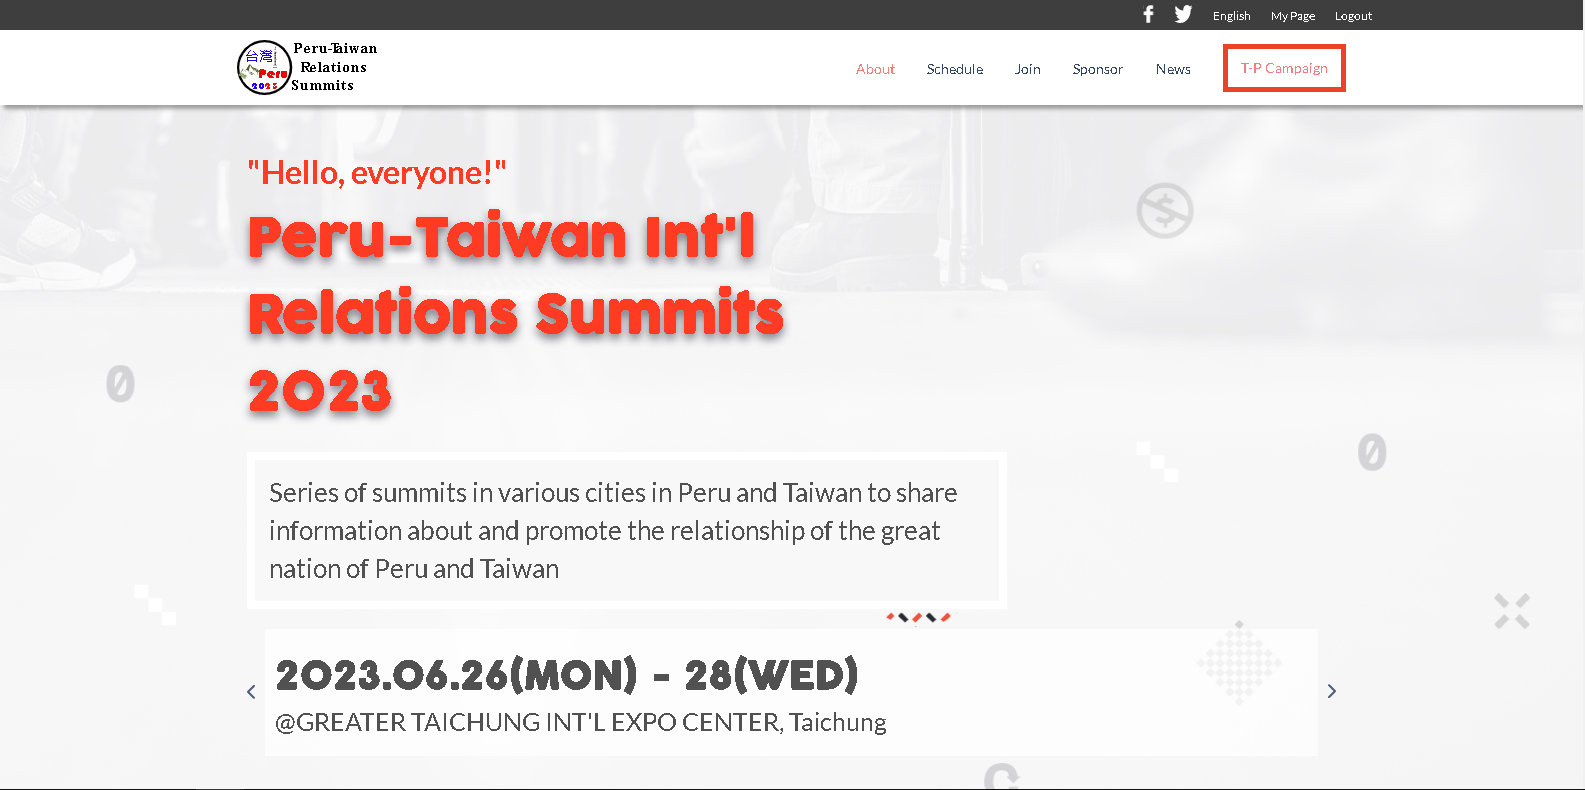 English My Page Logout
台灣
Peru
2023
Peru-Taiwan
Relations
Summits
About Schedule Join Sponsor News T-P Campaign
"Hello, everyone!"
Peru-Taiwan Int'l
Relations Summits
2023
Series of summits in various cities in Peru and Taiwan to share
information about and promote the relationship of the great
nation of Peru and Taiwan
2023.06.26(MON) - 28(WED)
@GREATER TAICHUNG INT'L EXPO CENTER, Taichung